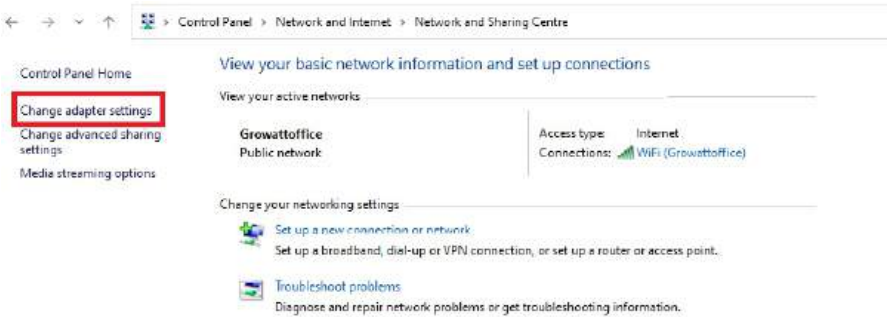 Control Panel > Network and Internet > Network and Sharing Centre
Control Panel Home
Change adapter settings
Change advanced sharing
settings
Media streaming options
View your basic network information and set up connections
View your active networks
Growattoffice
Public network
Access type: Internet
Connections: WiFi (Growattoffice)
Change your networking settings
Set up a new connection or network
Set up a broadband, dial-up or VPN connection, or set up a router or access point.
Troubleshoot problems
Diagnose and repair network problems or get troubleshooting information.